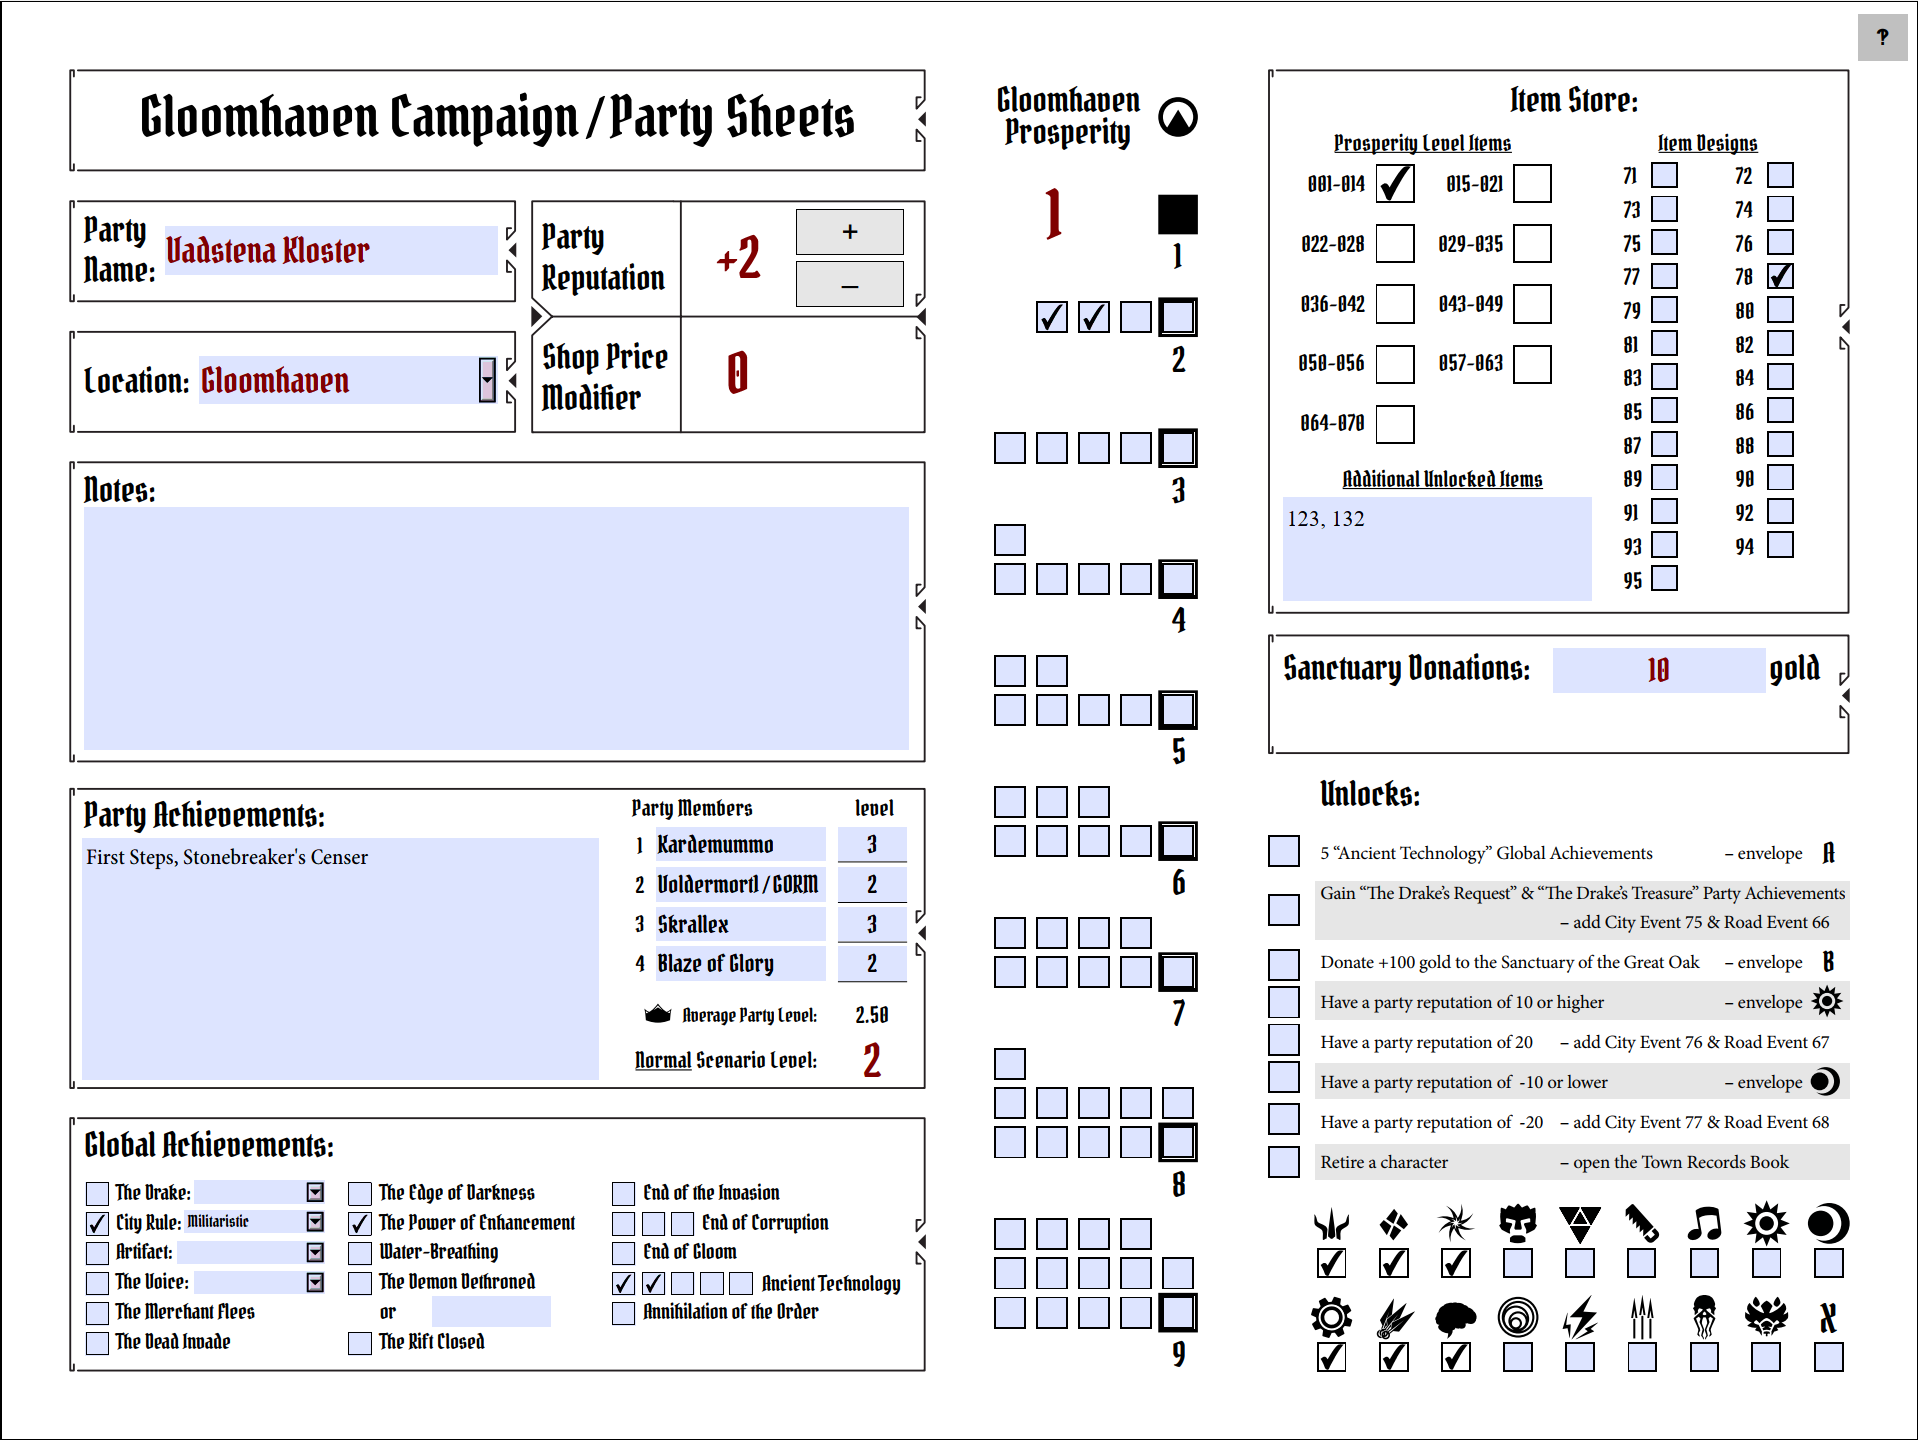 ?
Gloomhaven Campaign/Party Sheets
Party Name: Vadstena Kloster
Party Reputation +2
+
–
Location: Gloomhaven
Shop Price Modifier 0
Notes:
Party Achievements:
First Steps, Stonebreaker's Censer
Party Members level
1 Kardemummo 3
2 Voldermort1/GORM 2
3 Skrallex 3
4 Blaze of Glory 2
Average Party Level: 2.50
Normal Scenario Level: 2
Global Achievements:
The Drake:
City Rule: Militaristic
Artifact:
The Voice:
The Merchant Flees
The Dead Invade
The Edge of Darkness
The Power of Enhancement
Water-Breathing
The Demon Dethroned
or
The Rift Closed
End of the Invasion
End of Corruption
End of Gloom
Ancient Technology
Annihilation of the Order
Gloomhaven
Prosperity
1
1
2
3
4
5
6
7
8
9
Item Store:
Prosperity Level Items
001-014 015-021
022-028 029-035
036-042 043-049
050-056 057-063
064-070
Additional Unlocked Items
123, 132
Item Designs
71 72
73 74
75 76
77 78
79 80
81 82
83 84
85 86
87 88
89 90
91 92
93 94
95
Sanctuary Donations: 10 gold
Unlocks:
5 “Ancient Technology” Global Achievements – envelope A
Gain “The Drake’s Request” & “The Drake’s Treasure” Party Achievements
– add City Event 75 & Road Event 66
Donate +100 gold to the Sanctuary of the Great Oak – envelope B
Have a party reputation of 10 or higher – envelope
Have a party reputation of 20 – add City Event 76 & Road Event 67
Have a party reputation of -10 or lower – envelope
Have a party reputation of -20 – add City Event 77 & Road Event 68
Retire a character – open the Town Records Book
X